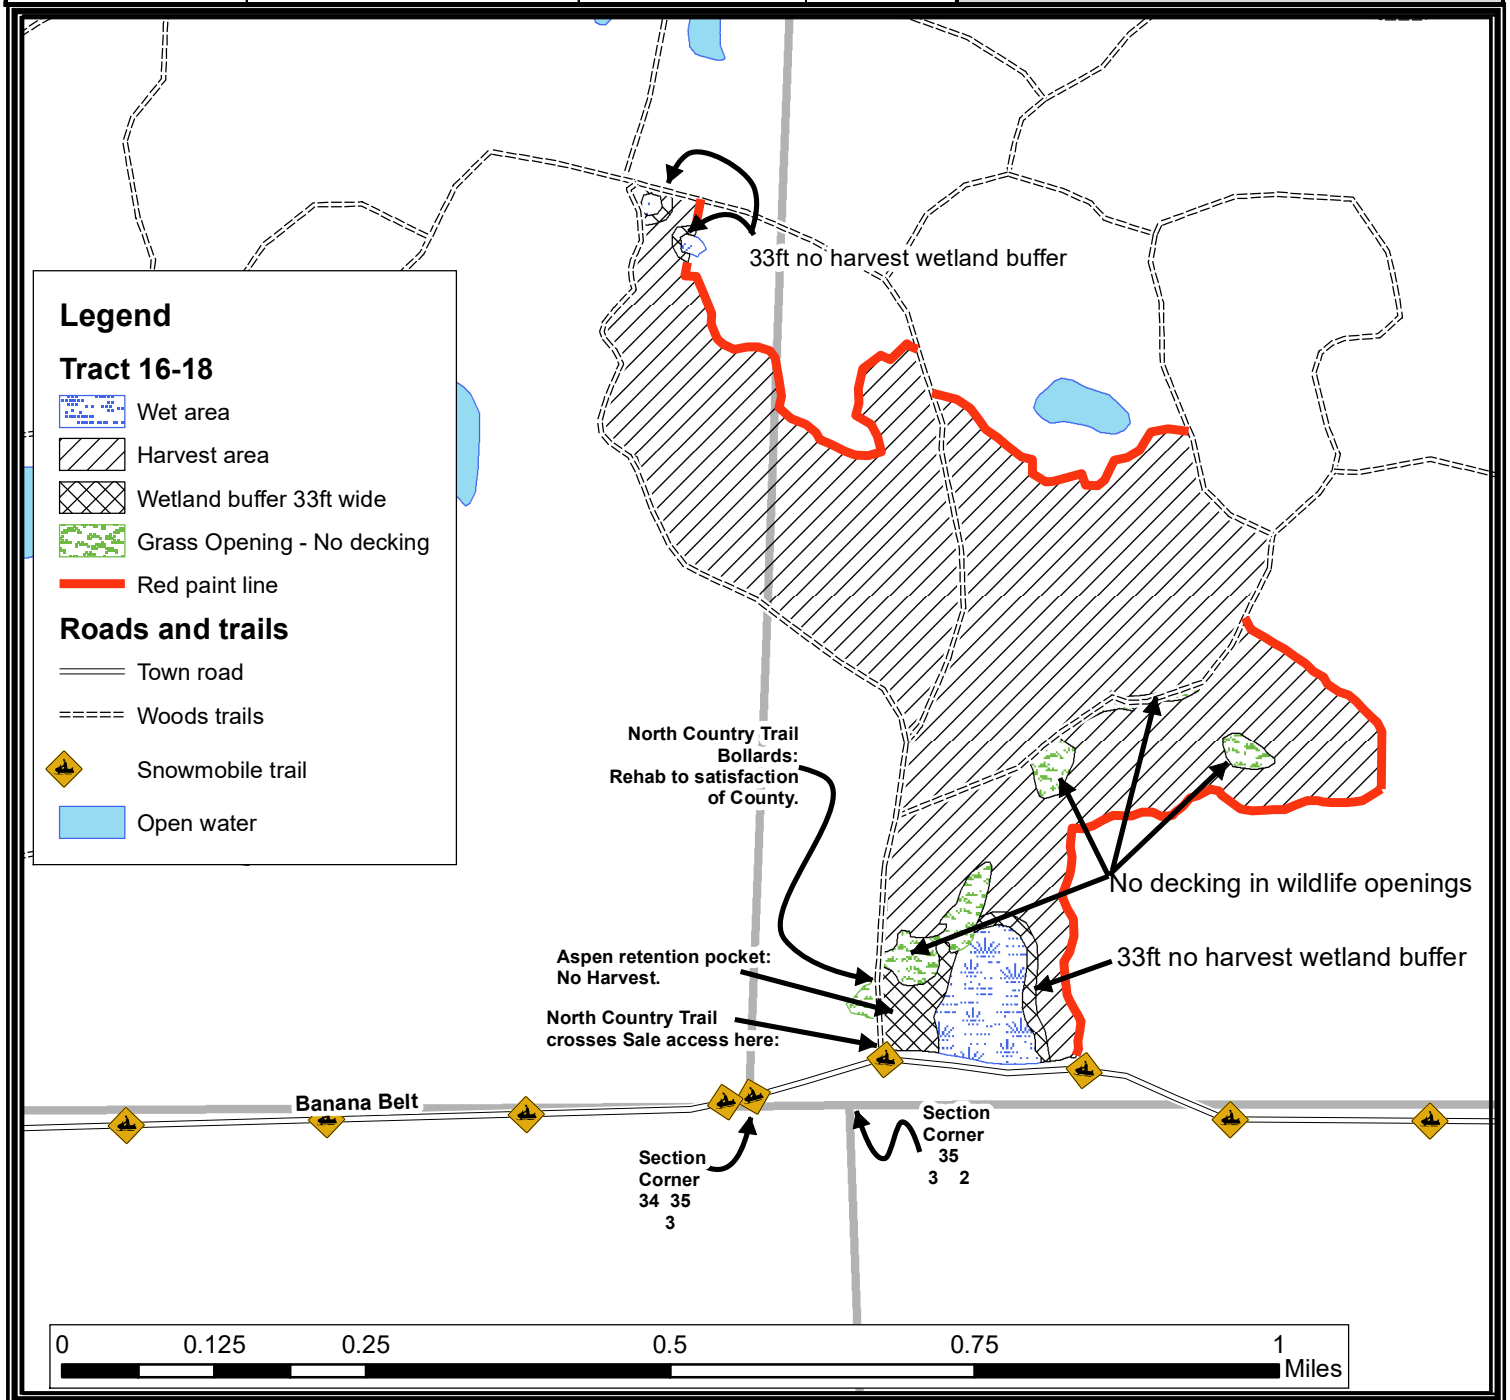 33ft no harvest wetland buffer
Legend
Tract 16-18
Wet area
Harvest area
Wetland buffer 33ft wide
Grass Opening - No decking
Red paint line
Roads and trails
Town road
Woods trails
Snowmobile trail
Open water
North Country Trail
Bollards:
Rehab to satisfaction
of County.
No decking in wildlife openings
Aspen retention pocket:
No Harvest.
33ft no harvest wetland buffer
North Country Trail
crosses Sale access here:
Banana Belt
Section
Corner
35
3 2
Section
Corner
34 35
3
0 0.125 0.25 0.5 0.75 1
Miles